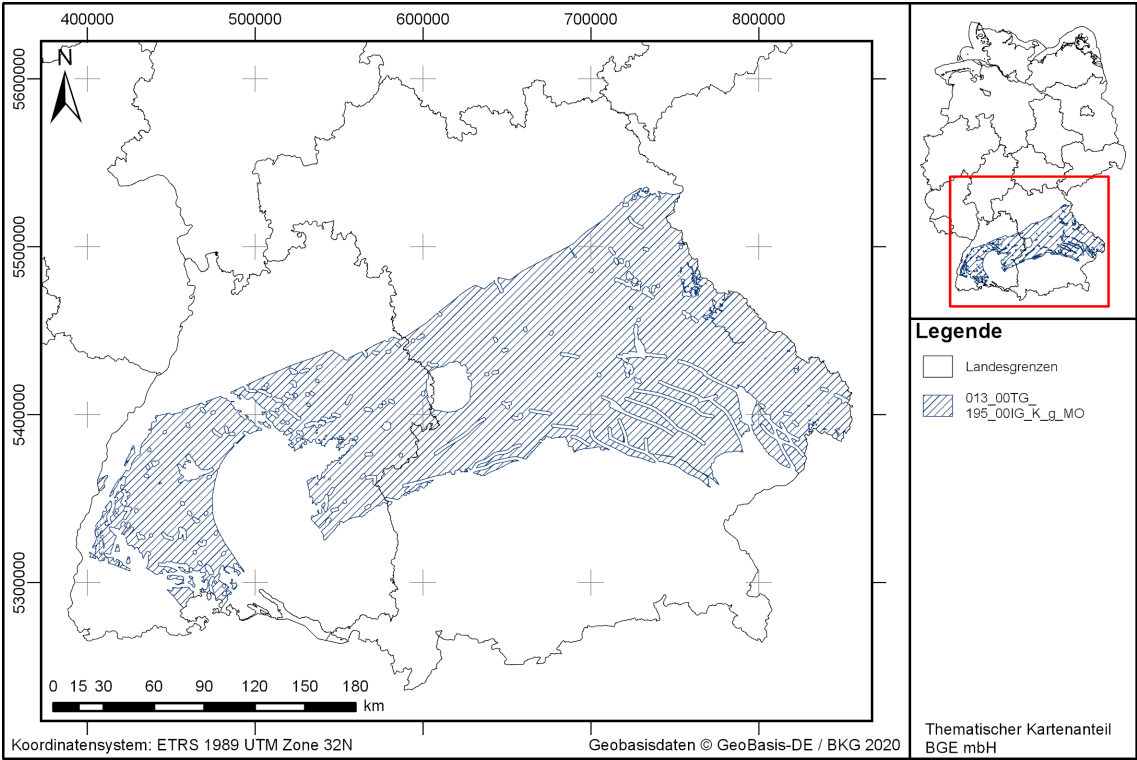 400000 500000 600000 700000 800000
N
5600000
5500000
5400000
5300000
0 15 30 60 90 120 150 180
km
Koordinatensystem: ETRS 1989 UTM Zone 32N
Geobasisdaten © GeoBasis-DE / BKG 2020
Legende
Landesgrenzen
013_00TG_
195_00IG_K_g_MO
Thematischer Kartenanteil
BGE mbH